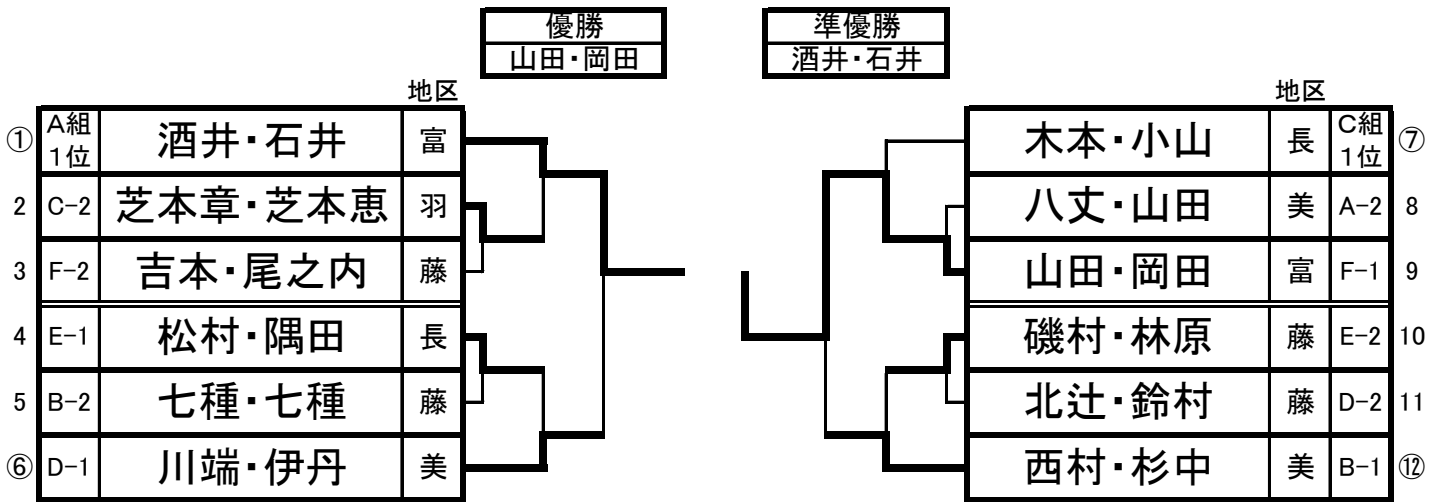 優勝
山田・岡田
準優勝
酒井・石井
地区
① A組1位 酒井・石井 富
2 C-2 芝本章・芝本恵 羽
3 F-2 吉本・尾之内 藤
4 E-1 松村・隅田 長
5 B-2 七種・七種 藤
⑥ D-1 川端・伊丹 美
地区
木本・小山 長 C組1位 ⑦
八丈・山田 美 A-2 8
山田・岡田 富 F-1 9
磯村・林原 藤 E-2 10
北辻・鈴村 藤 D-2 11
西村・杉中 美 B-1 ⑫